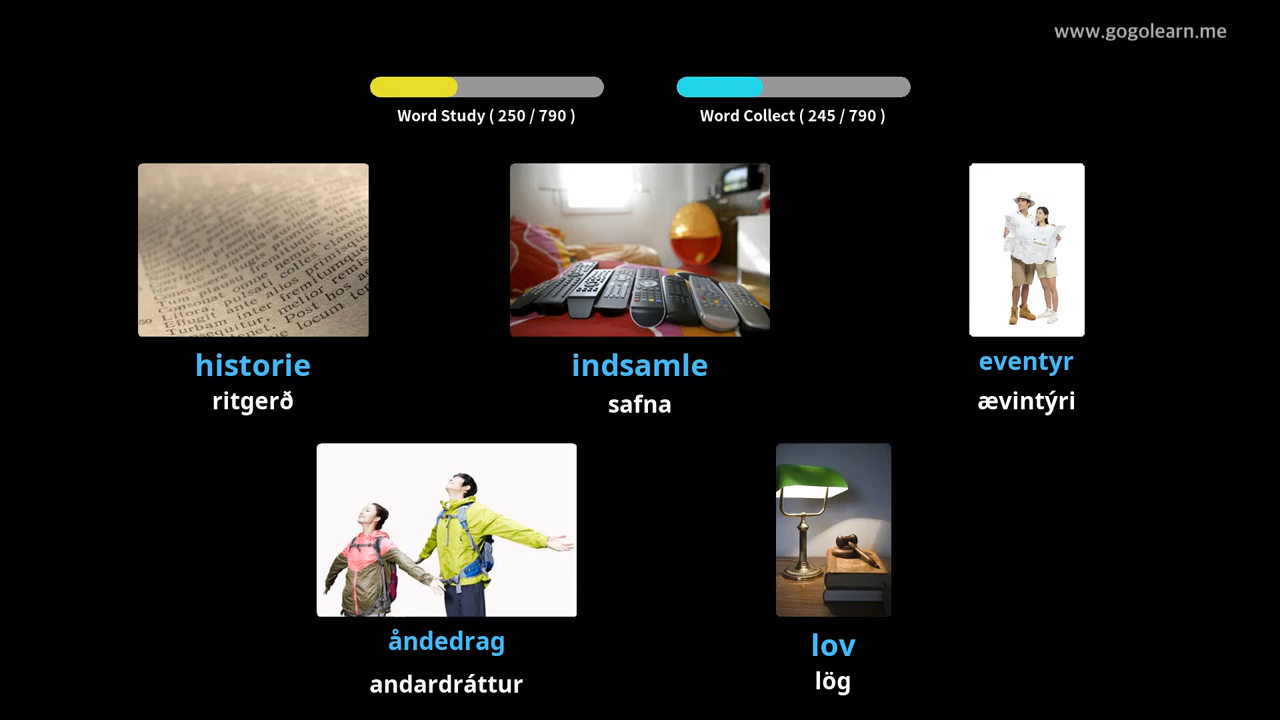 www.gogolearn.me
Word Study ( 250 / 790 )
Word Collect ( 245 / 790 )
historie
ritgerð
indsamle
safna
eventyr
ævintýri
åndedrag
andardráttur
lov
lög